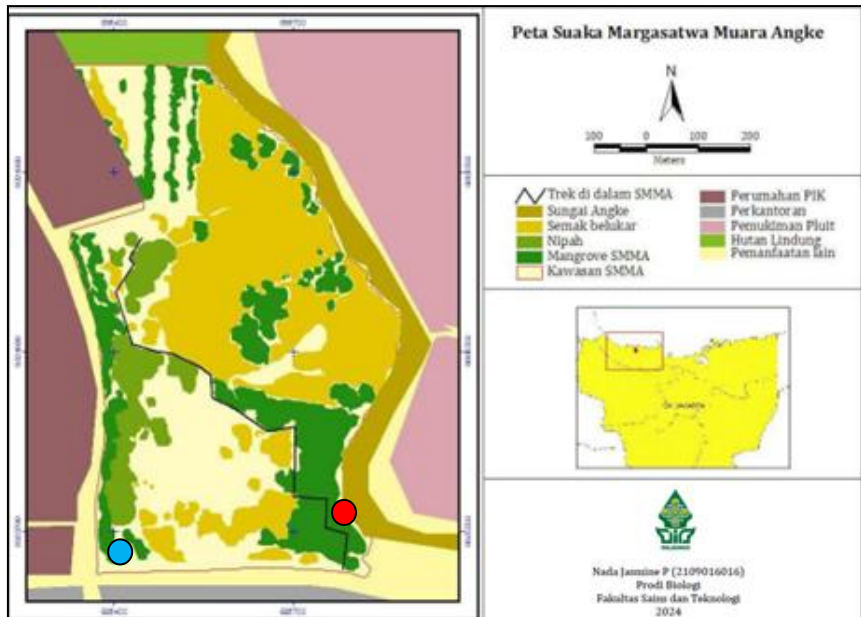 Peta Suaka Margasatwa Muara Angke
N
100 0 100 200
Meters
Trek di dalam SMMA
Sungai Angke
Semak belukar
Nipah
Mangrove SMMA
Kawasan SMMA
Perumahan PIK
Perkantoran
Pemukiman Pluit
Hutan Lindung
Pemanfaatan lain
Nada Jasmine P (2109016016)
Prodi Biologi
Fakultas Sains dan Teknologi
2024